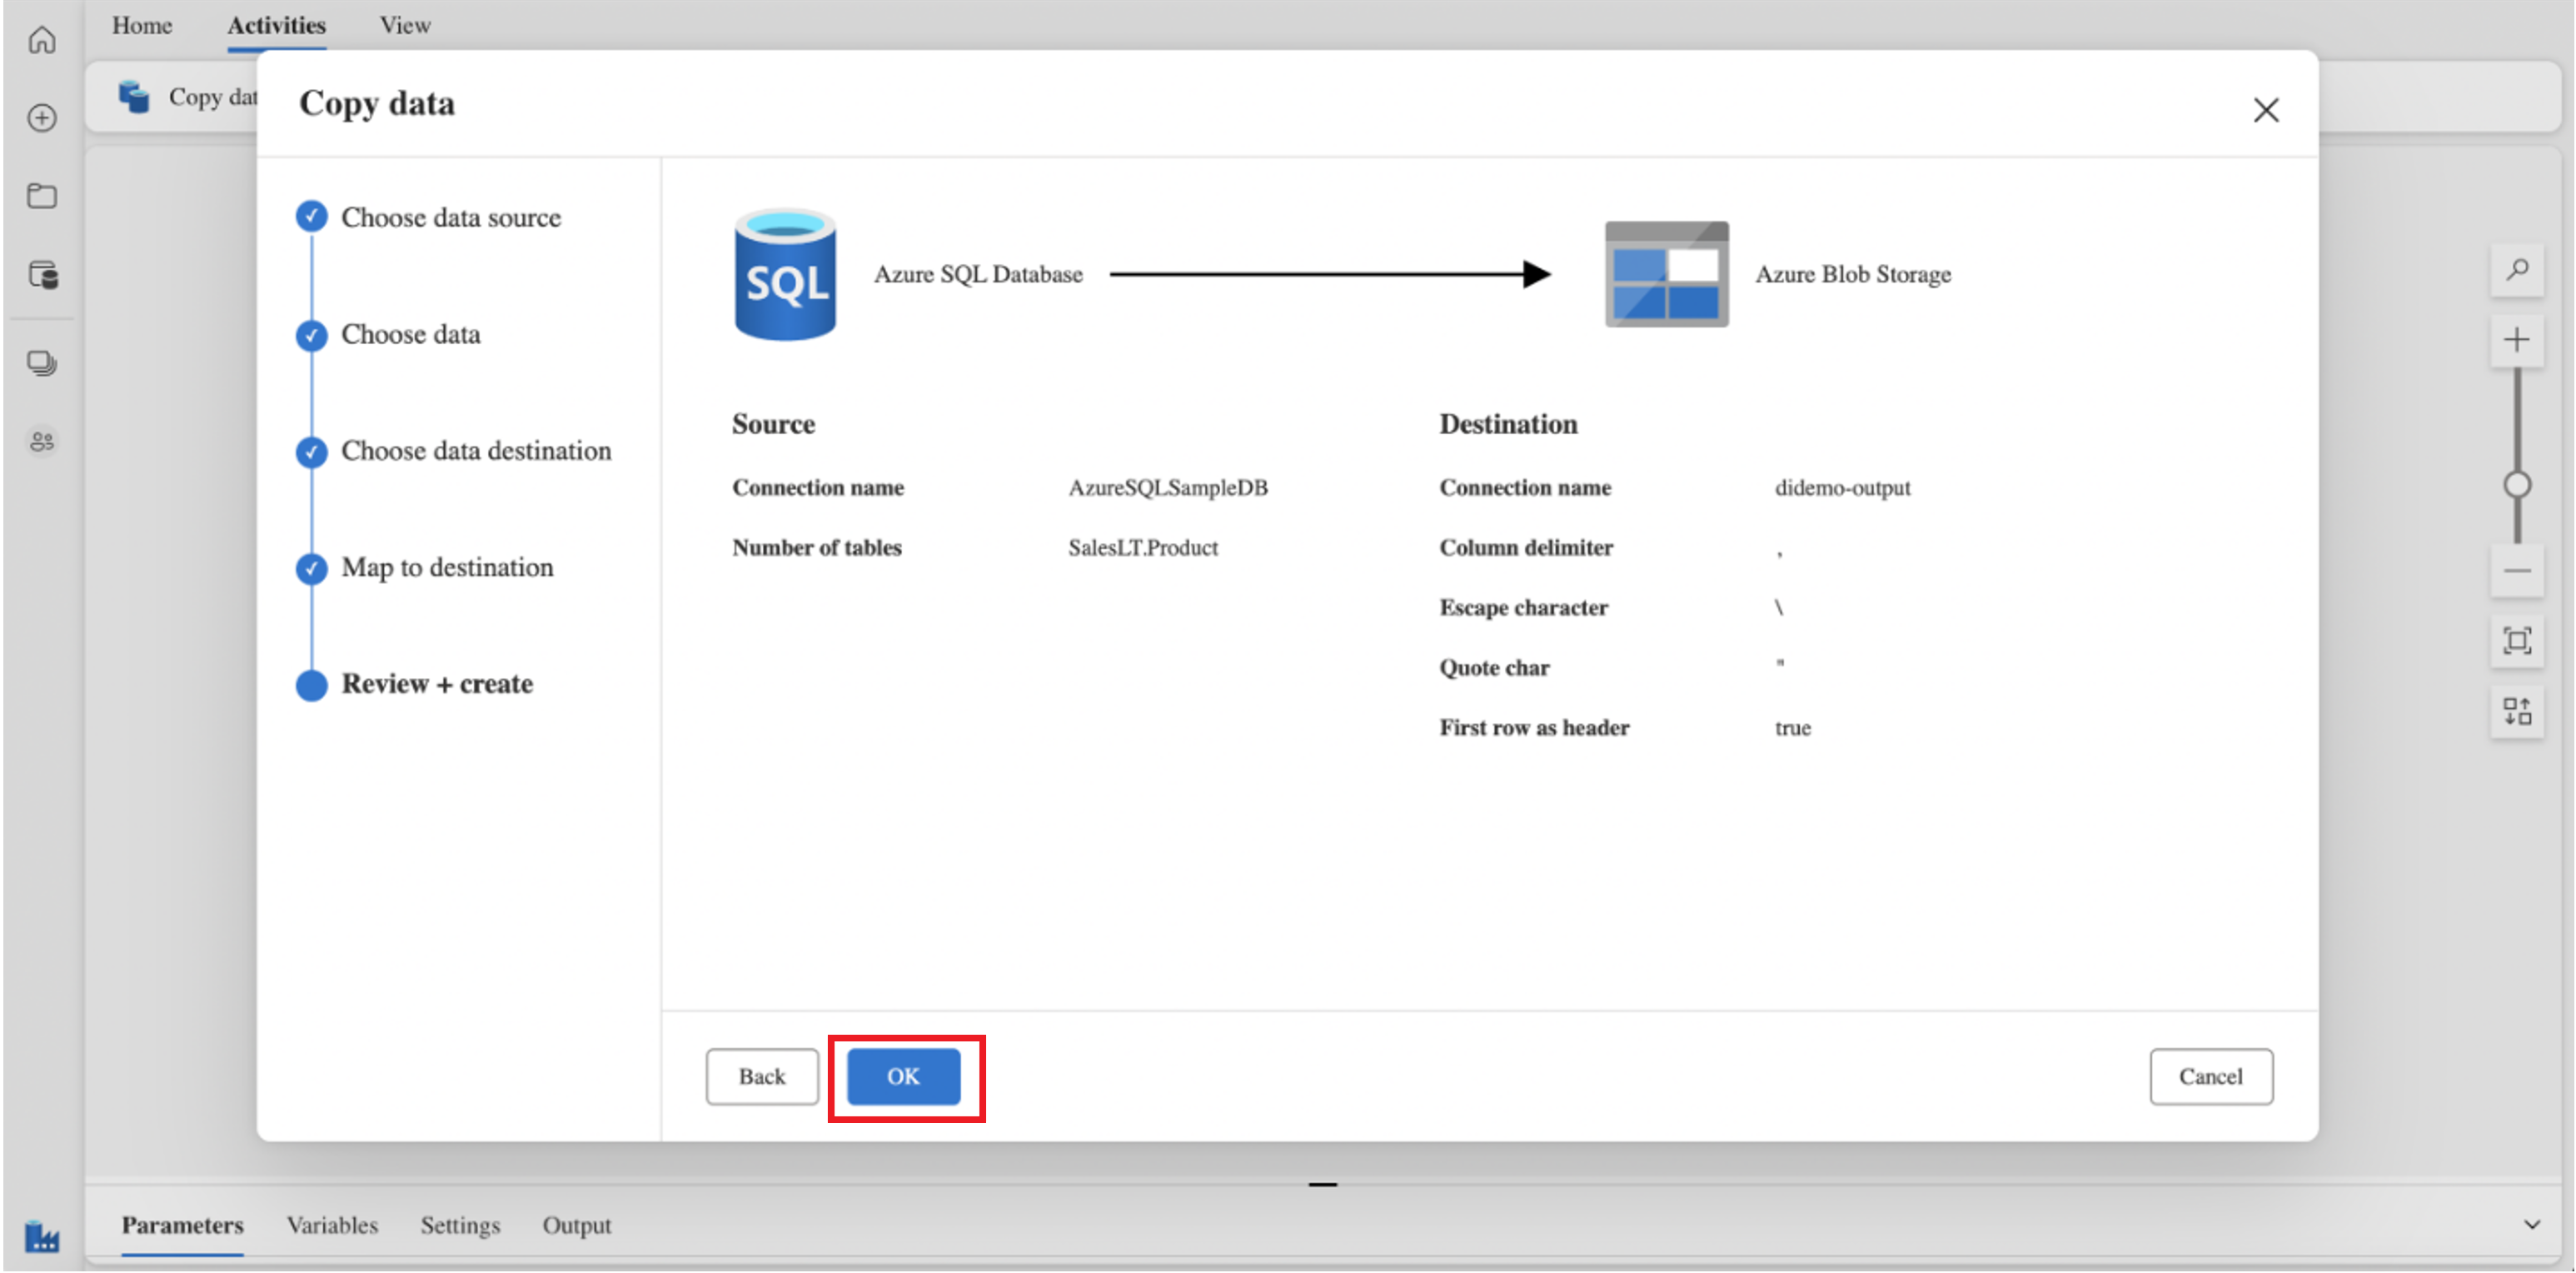 Home Activities View
Copy dat
Copy data
Choose data source
Choose data
Choose data destination
Map to destination
Review + create
SQL
Azure SQL Database
Azure Blob Storage
Source
Connection name AzureSQLSampleDB
Number of tables SalesLT.Product
Destination
Connection name didemo-output
Column delimiter ,
Escape character \
Quote char "
First row as header true
Back OK Cancel
Parameters Variables Settings Output